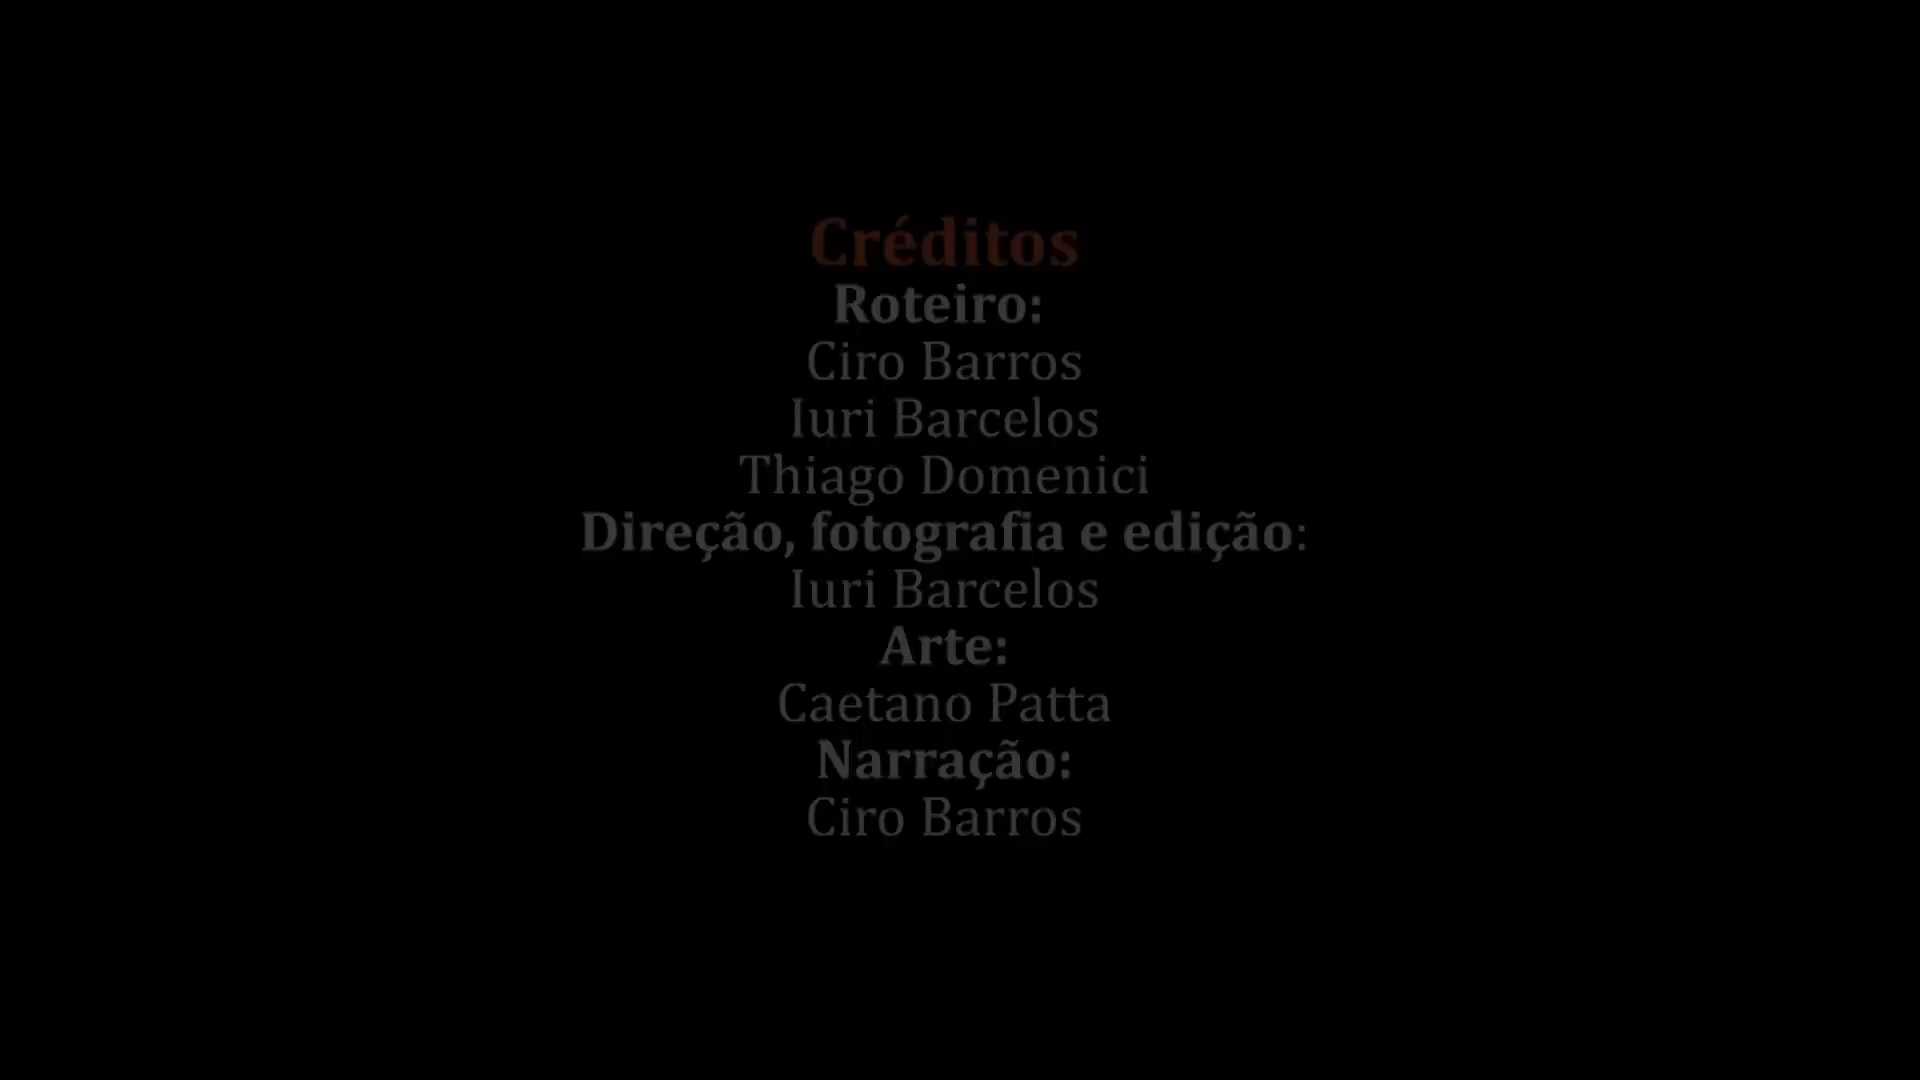 Créditos
Roteiro:
Ciro Barros
Iuri Barcelos
Thiago Domenici
Direção, fotografia e edição:
Iuri Barcelos
Arte:
Caetano Patta
Narração:
Ciro Barros